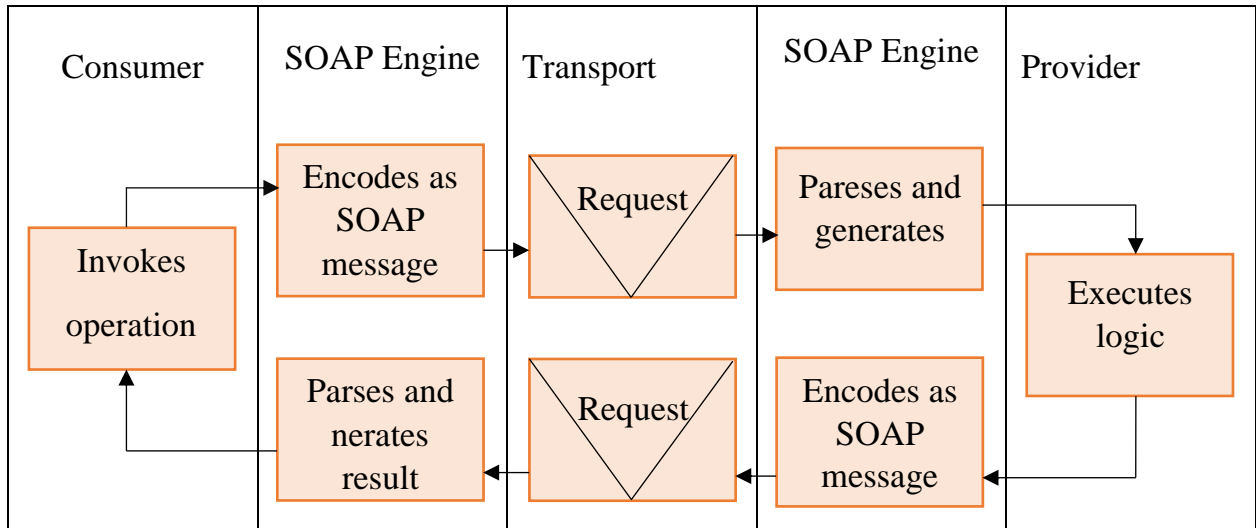 Consumer
SOAP Engine
Transport
SOAP Engine
Provider
Encodes as
SOAP
message
Request
Pareses and
generates
Invokes
operation
Executes
logic
Parses and
nerates
result
Request
Encodes as
SOAP
message